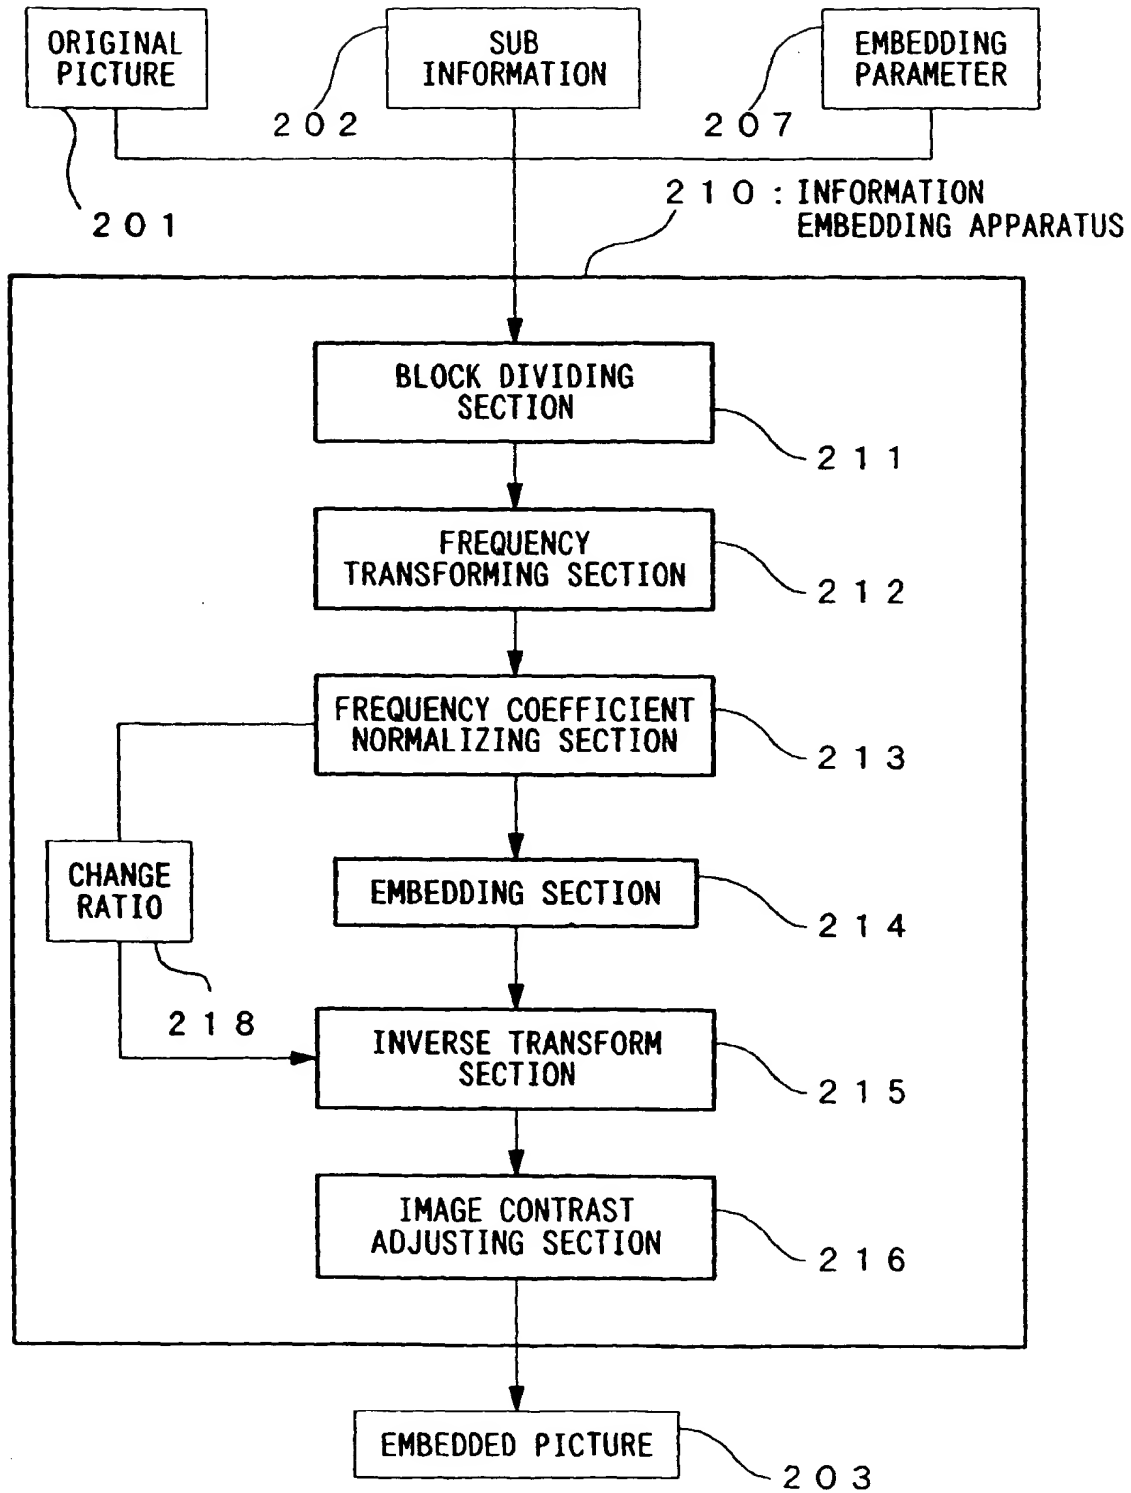 ORIGINAL
PICTURE
SUB
INFORMATION
EMBEDDING
PARAMETER
202
207
201
210 : INFORMATION
EMBEDDING APPARATUS
BLOCK DIVIDING
SECTION
211
FREQUENCY
TRANSFORMING SECTION
212
FREQUENCY COEFFICIENT
NORMALIZING SECTION
213
CHANGE
RATIO
EMBEDDING SECTION
214
218
INVERSE TRANSFORM
SECTION
215
IMAGE CONTRAST
ADJUSTING SECTION
216
EMBEDDED PICTURE
203